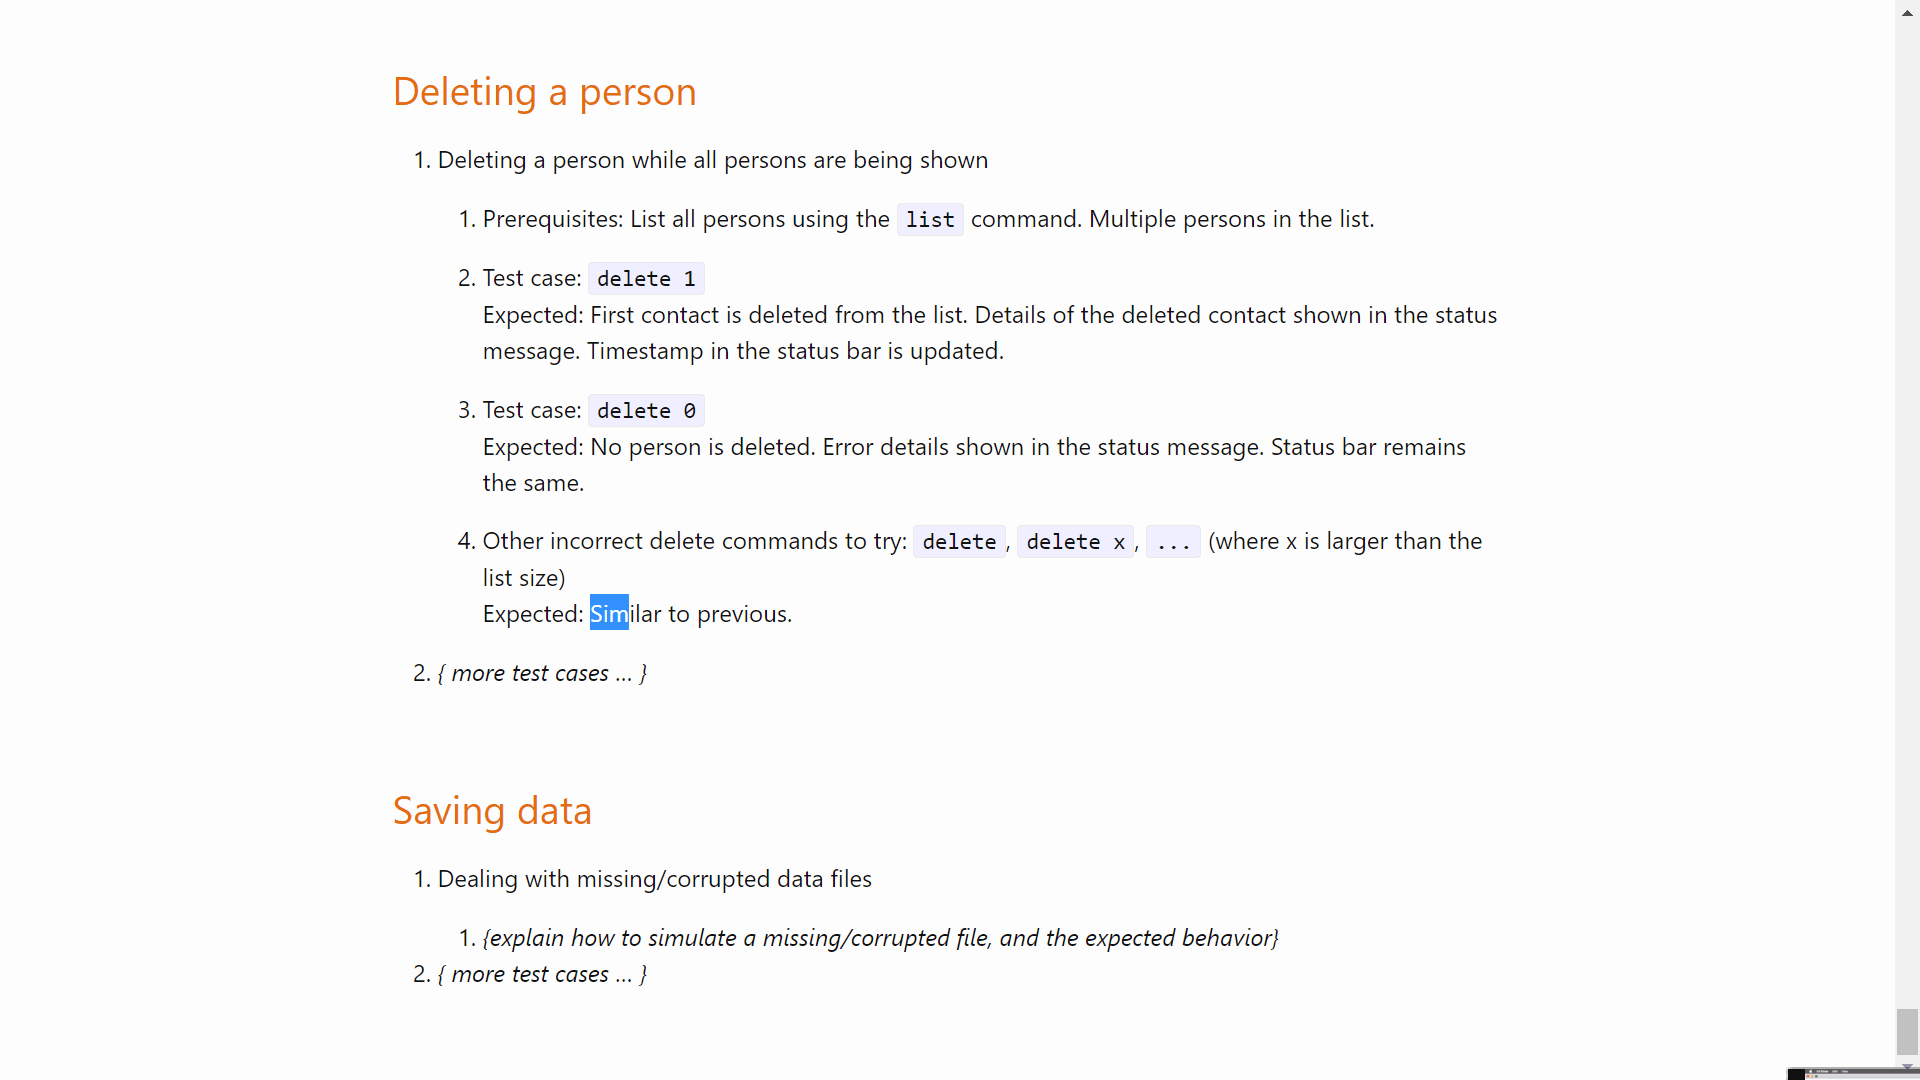 Deleting a person
1. Deleting a person while all persons are being shown
1. Prerequisites: List all persons using the list command. Multiple persons in the list.
2. Test case: delete 1
Expected: First contact is deleted from the list. Details of the deleted contact shown in the status
message. Timestamp in the status bar is updated.
3. Test case: delete 0
Expected: No person is deleted. Error details shown in the status message. Status bar remains
the same.
4. Other incorrect delete commands to try: delete, delete x, ... (where x is larger than the
list size)
Expected: Similar to previous.
2. { more test cases … }
Saving data
1. Dealing with missing/corrupted data files
1. {explain how to simulate a missing/corrupted file, and the expected behavior}
2. { more test cases … }